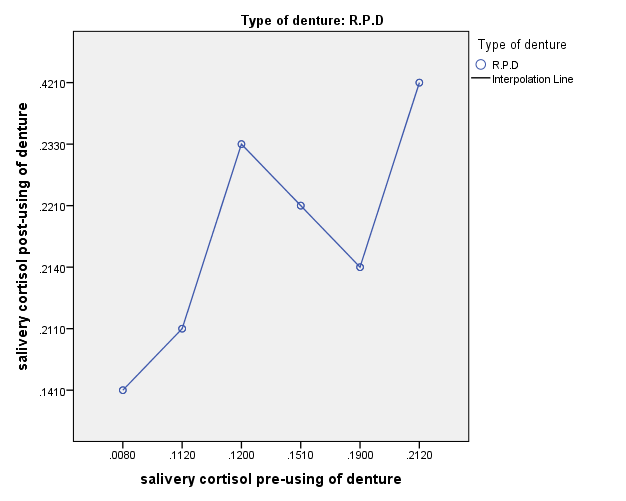 Type of denture: R.P.D
Type of denture
R.P.D
Interpolation Line
salivery cortisol post-using of denture
.4210
.2330
.2210
.2140
.2110
.1410
.0080 .1120 .1200 .1510 .1900 .2120
salivery cortisol pre-using of denture